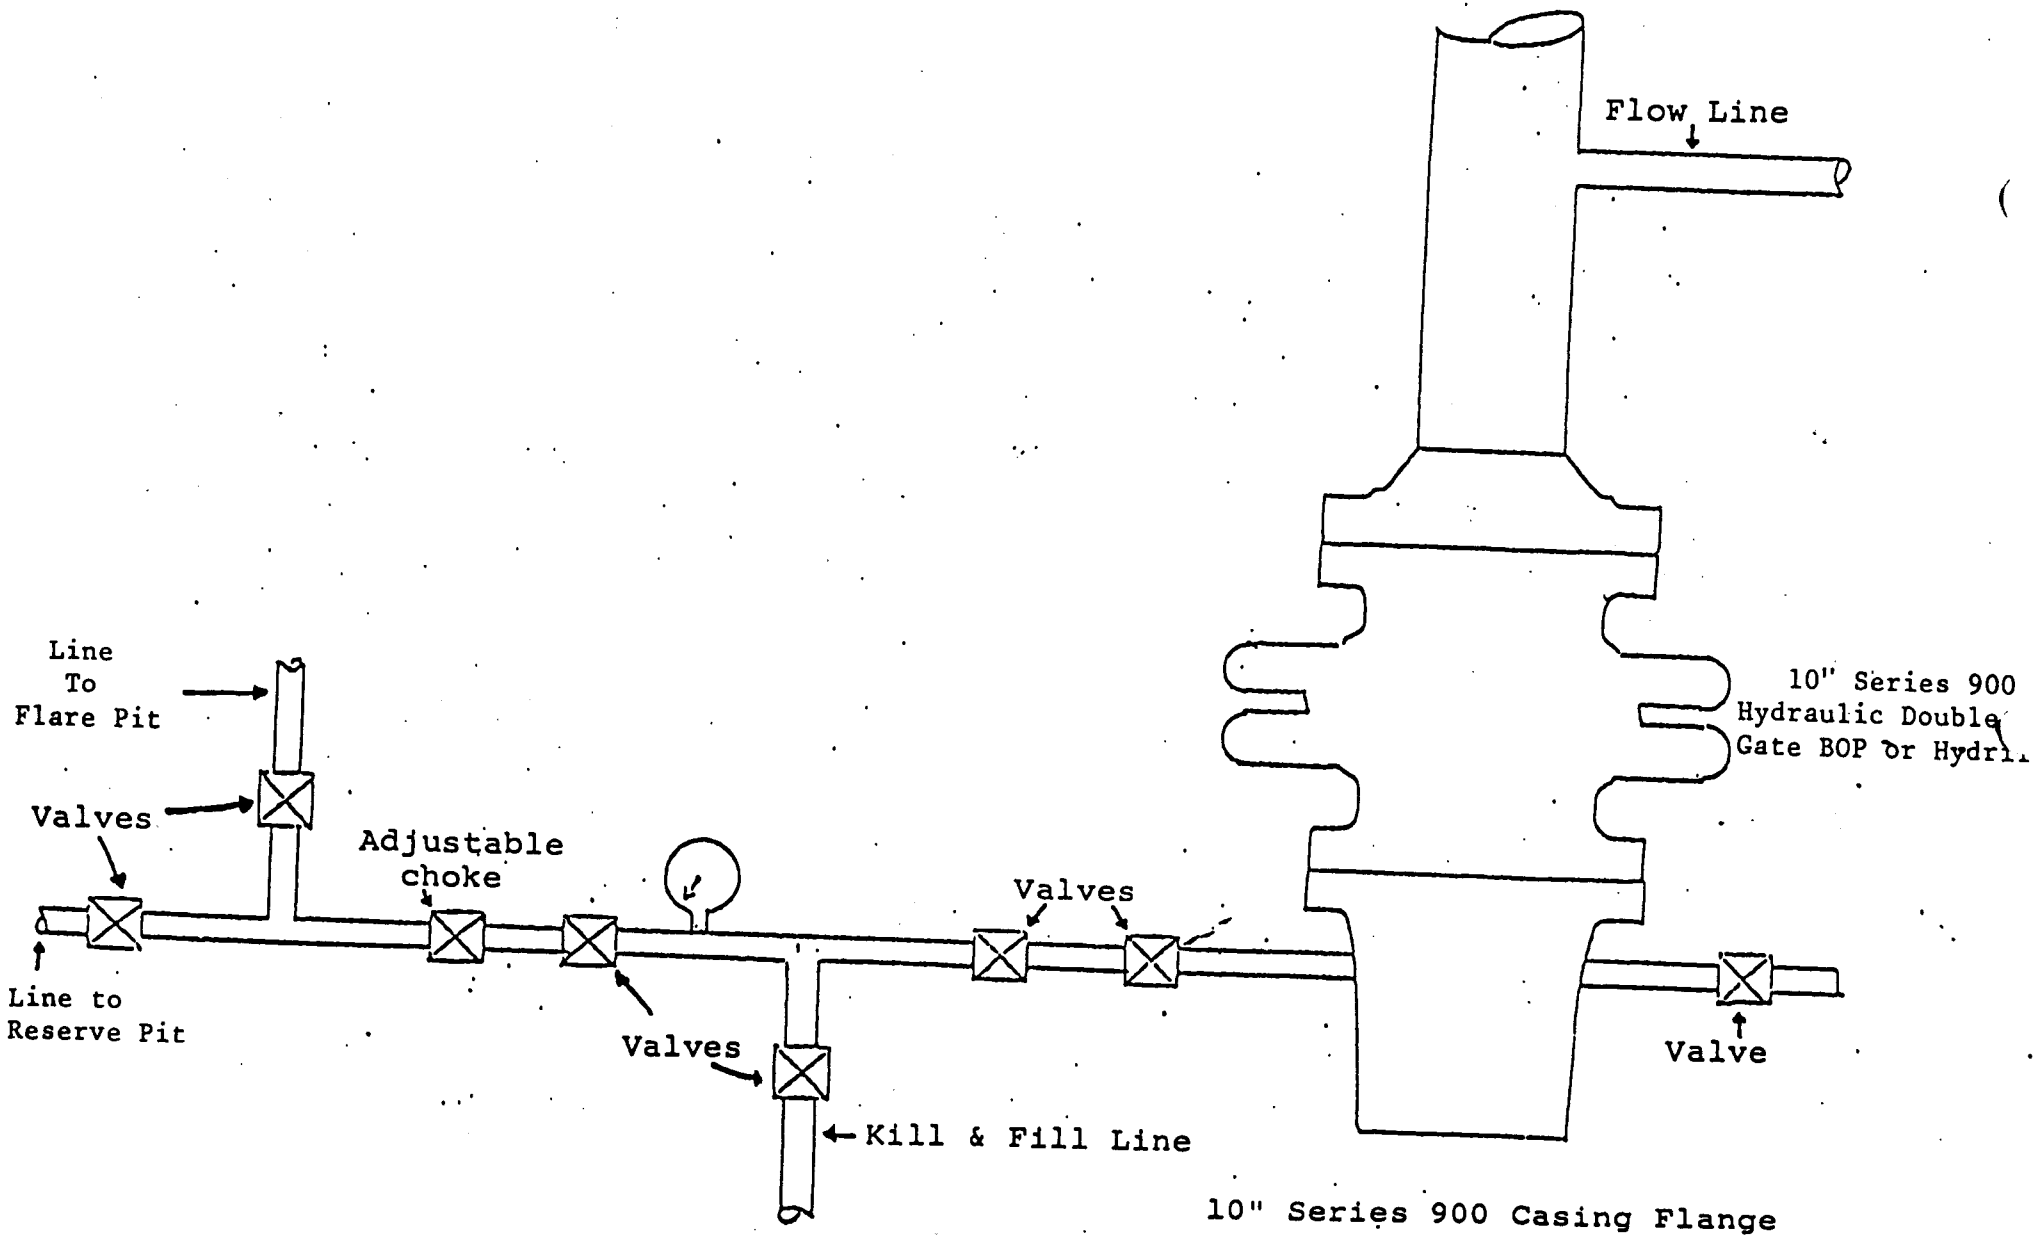 Flow Line
Line
To
Flare Pit
10" Series 900
Hydraulic Double
Gate BOP or
Valves
Adjustable
choke
Valves
Line to
Reserve Pit
Valves
Valve
Kill & Fill Line
10" Series 900 Casing Flange